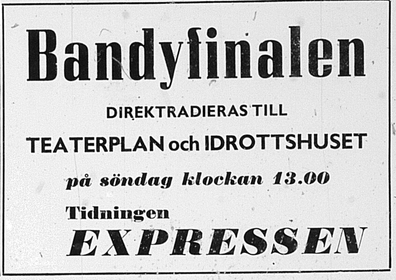 Bandyfinalen
DIREKTRADIERAS TILL
TEATERPLAN och IDROTTSHUSET
på söndag klockan 13.00
Tidningen
EXPRESSEN